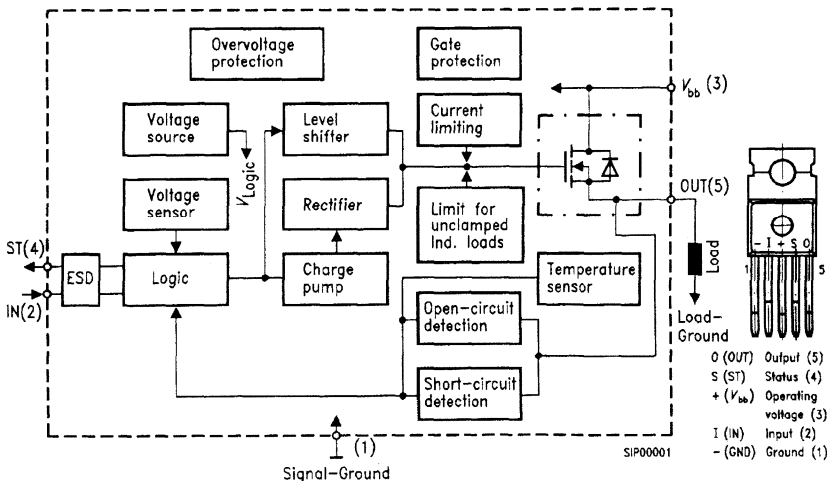 Overvoltage
protection
Gate
protection
Vbb (3)
Voltage
source
Level
shifter
Current
limiting
VLogic
Voltage
sensor
Rectifier
Limit for
unclamped
Ind. loads
OUT(5)
ST(4)
ESD
Logic
Charge
pump
Temperature
sensor
Load
- I + S O
1 5
IN(2)
Open-circuit
detection
Load-
Ground
Short-circuit
detection
O (OUT) Output (5)
S (ST) Status (4)
+ (Vbb) Operating
voltage (3)
I (IN) Input (2)
- (GND) Ground (1)
(1)
Signal-Ground
SIP00001